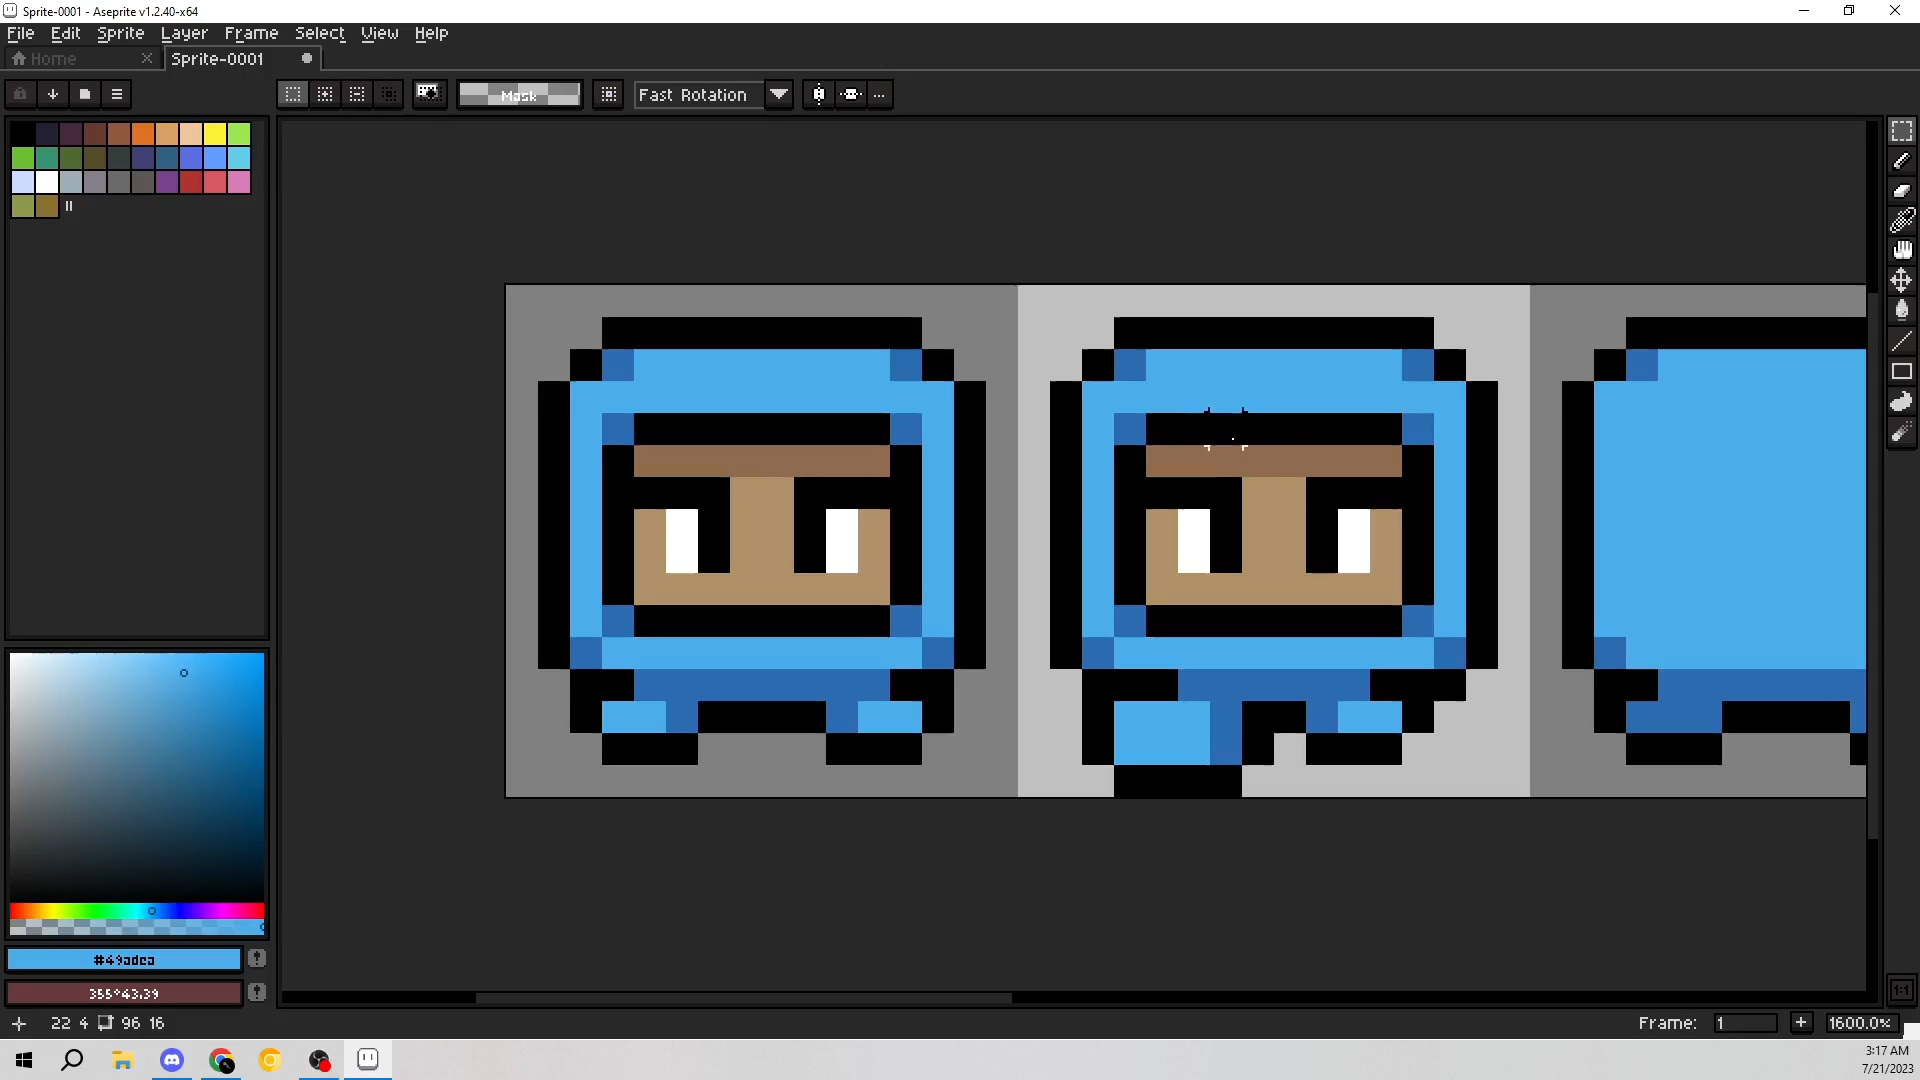 Sprite-0001 - Aseprite v1.2.40-x64
File Edit Sprite Layer Frame Select View Help
Home Sprite-0001
Mask Fast Rotation ...
#49adea
355°43.39
22 4 96 16 Frame: 1 + 1600.0%
1:1
3:17 AM
7/21/2023